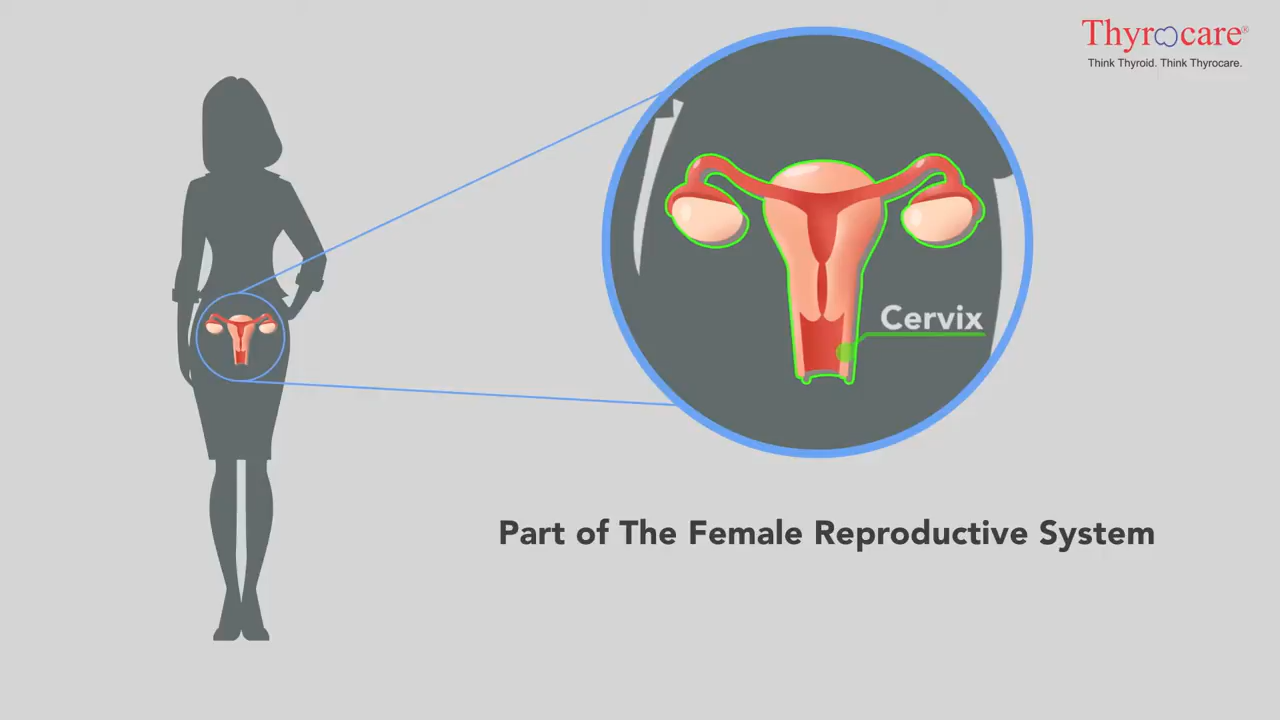 Thyrocare®
Think Thyroid. Think Thyrocare.
Cervix
Part of The Female Reproductive System